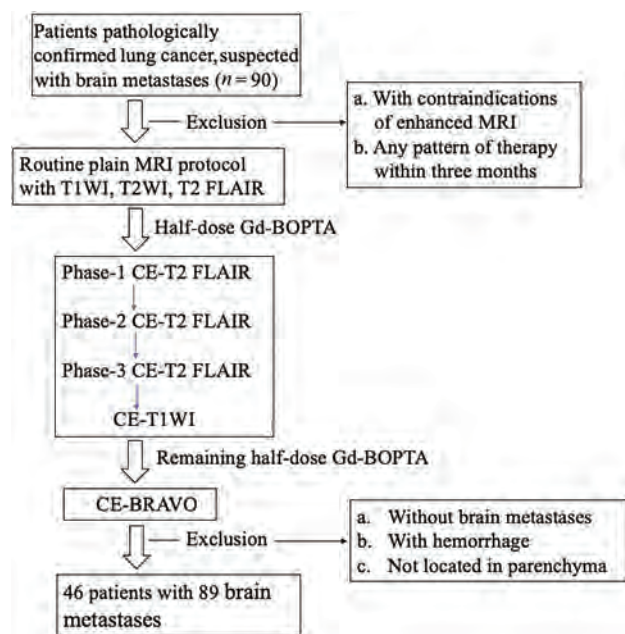 Patients pathologically
confirmed lung cancer, suspected
with brain metastases (n = 90)
Exclusion
a. With contraindications
of enhanced MRI
b. Any pattern of therapy
within three months
Routine plain MRI protocol
with T1WI, T2WI, T2 FLAIR
Half-dose Gd-BOPTA
Phase-1 CE-T2 FLAIR
Phase-2 CE-T2 FLAIR
Phase-3 CE-T2 FLAIR
CE-T1WI
Remaining half-dose Gd-BOPTA
CE-BRAVO
Exclusion
a. Without brain metastases
b. With hemorrhage
c. Not located in parenchyma
46 patients with 89 brain
metastases